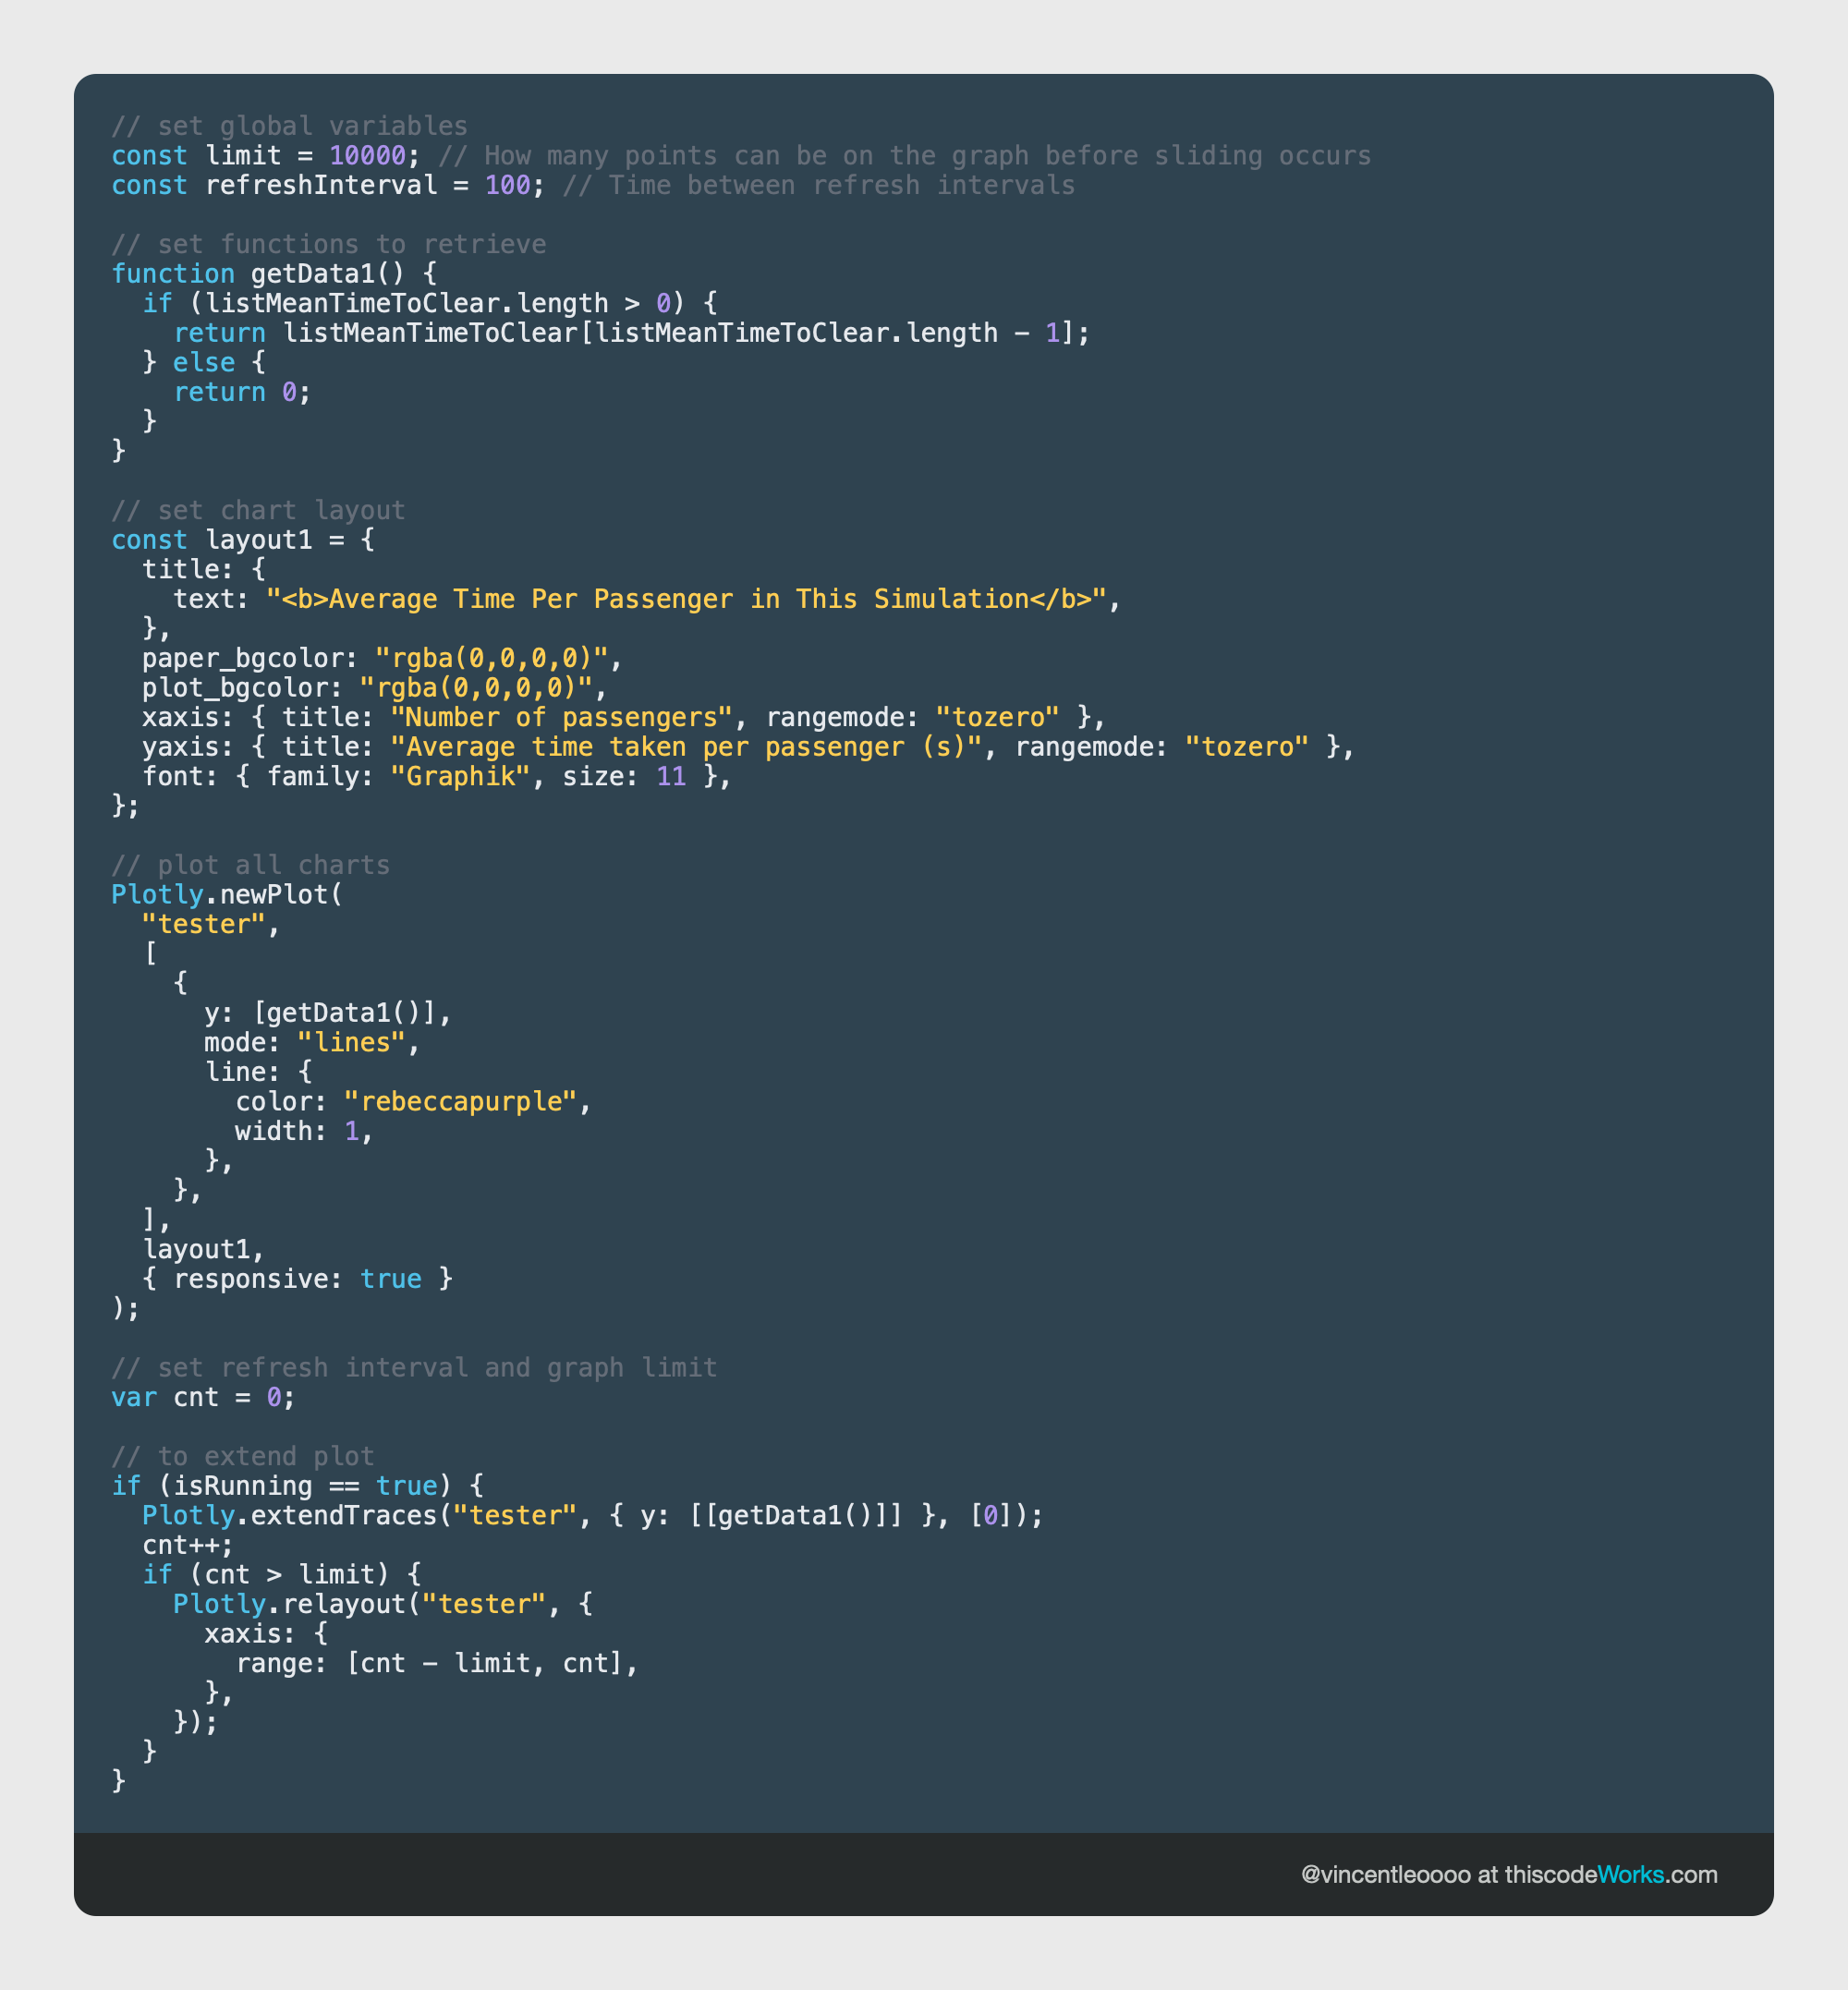 // set global variables
const limit = 10000; // How many points can be on the graph before sliding occurs
const refreshInterval = 100; // Time between refresh intervals

// set functions to retrieve
function getData1() {
  if (listMeanTimeToClear.length > 0) {
    return listMeanTimeToClear[listMeanTimeToClear.length - 1];
  } else {
    return 0;
  }
}

// set chart layout
const layout1 = {
  title: {
    text: "<b>Average Time Per Passenger in This Simulation</b>",
  },
  paper_bgcolor: "rgba(0,0,0,0)",
  plot_bgcolor: "rgba(0,0,0,0)",
  xaxis: { title: "Number of passengers", rangemode: "tozero" },
  yaxis: { title: "Average time taken per passenger (s)", rangemode: "tozero" },
  font: { family: "Graphik", size: 11 },
};

// plot all charts
Plotly.newPlot(
  "tester",
  [
    {
      y: [getData1()],
      mode: "lines",
      line: {
        color: "rebeccapurple",
        width: 1,
      },
    },
  ],
  layout1,
  { responsive: true }
);

// set refresh interval and graph limit
var cnt = 0;

// to extend plot
if (isRunning == true) {
  Plotly.extendTraces("tester", { y: [[getData1()]] }, [0]);
  cnt++;
  if (cnt > limit) {
    Plotly.relayout("tester", {
      xaxis: {
        range: [cnt - limit, cnt],
      },
    });
  }
}
@vincentleoooo at thiscodeWorks.com